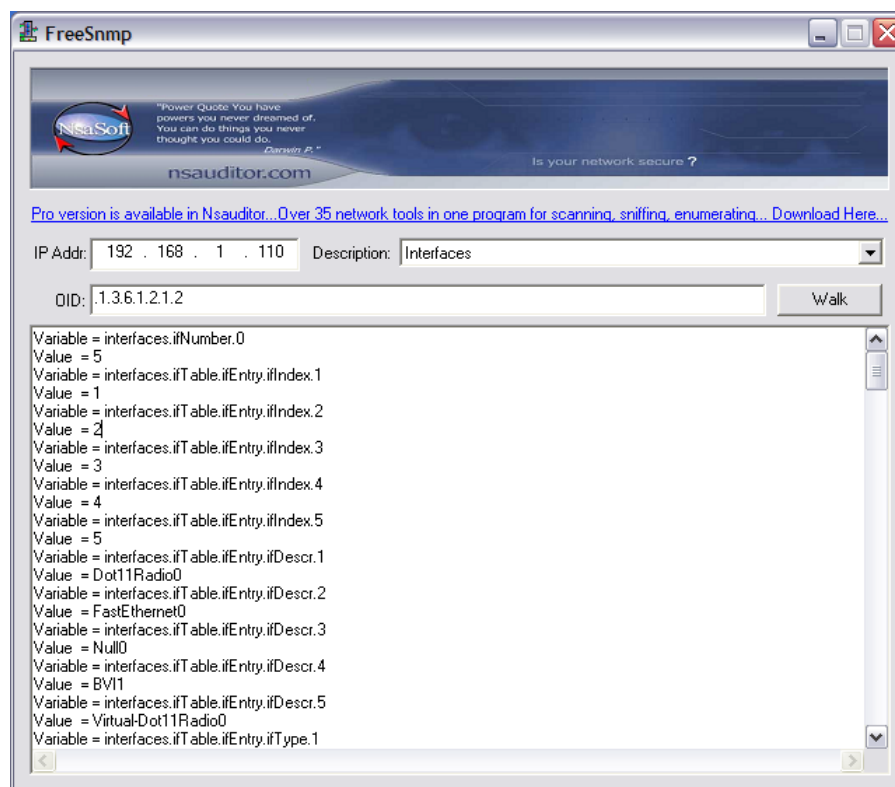 FreeSnmp
NsaSoft
"Power Quote You have
powers you never dreamed of.
You can do things you never
thought you could do.
Darwin P."
nsauditor.com
Is your network secure ?
Pro version is available in Nsauditor...Over 35 network tools in one program for scanning, sniffing, enumerating... Download Here...
IP Addr: 192 . 168 . 1 . 110 Description: Interfaces
OID: .1.3.6.1.2.1.2 Walk
Variable = interfaces.ifNumber.0
Value = 5
Variable = interfaces.ifTable.ifEntry.ifIndex.1
Value = 1
Variable = interfaces.ifTable.ifEntry.ifIndex.2
Value = 2
Variable = interfaces.ifTable.ifEntry.ifIndex.3
Value = 3
Variable = interfaces.ifTable.ifEntry.ifIndex.4
Value = 4
Variable = interfaces.ifTable.ifEntry.ifIndex.5
Value = 5
Variable = interfaces.ifTable.ifEntry.ifDescr.1
Value = Dot11Radio0
Variable = interfaces.ifTable.ifEntry.ifDescr.2
Value = FastEthernet0
Variable = interfaces.ifTable.ifEntry.ifDescr.3
Value = Null0
Variable = interfaces.ifTable.ifEntry.ifDescr.4
Value = BVI1
Variable = interfaces.ifTable.ifEntry.ifDescr.5
Value = Virtual-Dot11Radio0
Variable = interfaces.ifTable.ifEntry.ifType.1